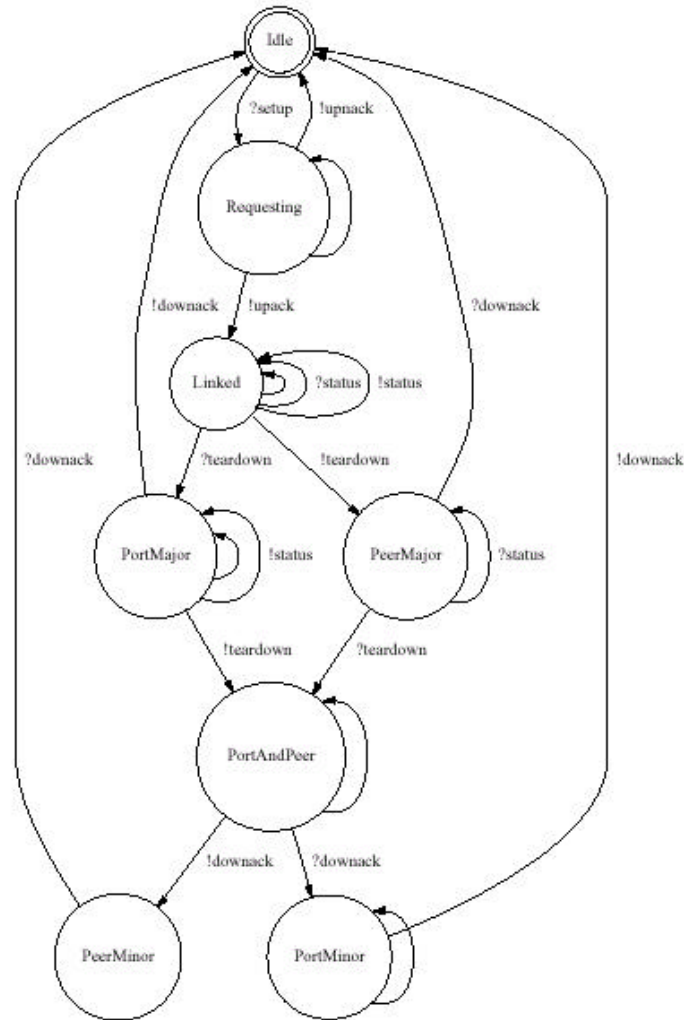 Idle
?setup
!upnack
Requesting
!downack
!upack
?downack
Linked
?status
!status
?downack
?teardown
!teardown
!downack
PortMajor
!status
PeerMajor
?status
!teardown
?teardown
PortAndPeer
!downack
?downack
PeerMinor
PortMinor